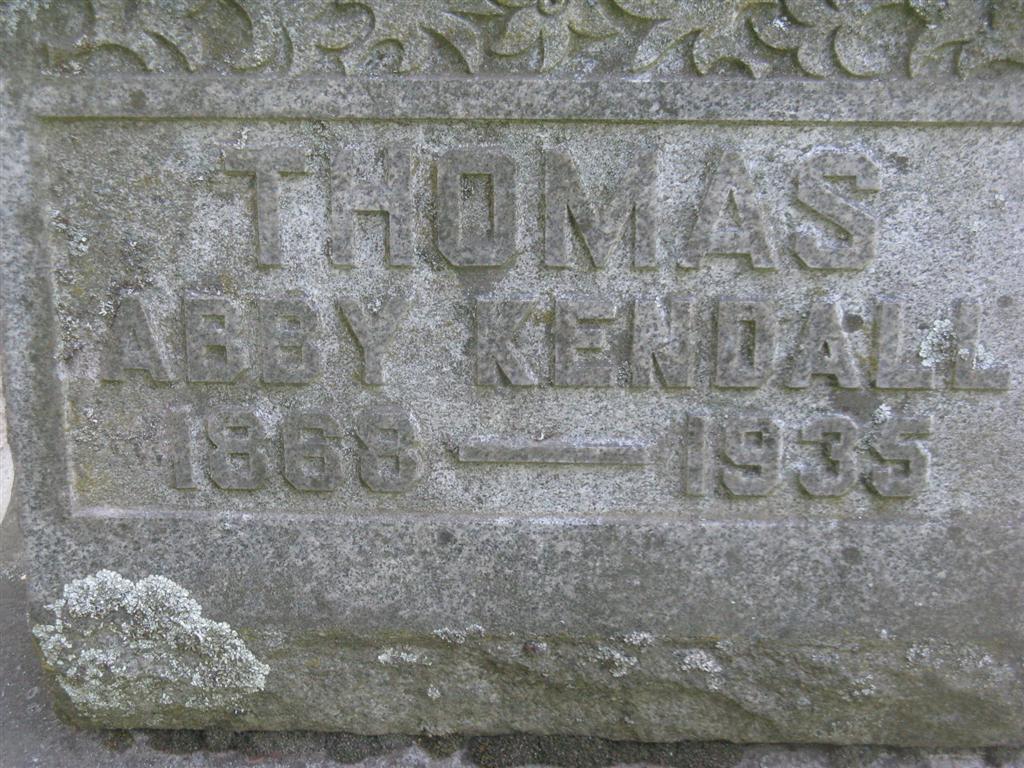 THOMAS
ABBY KENDALL
1868 — 1935